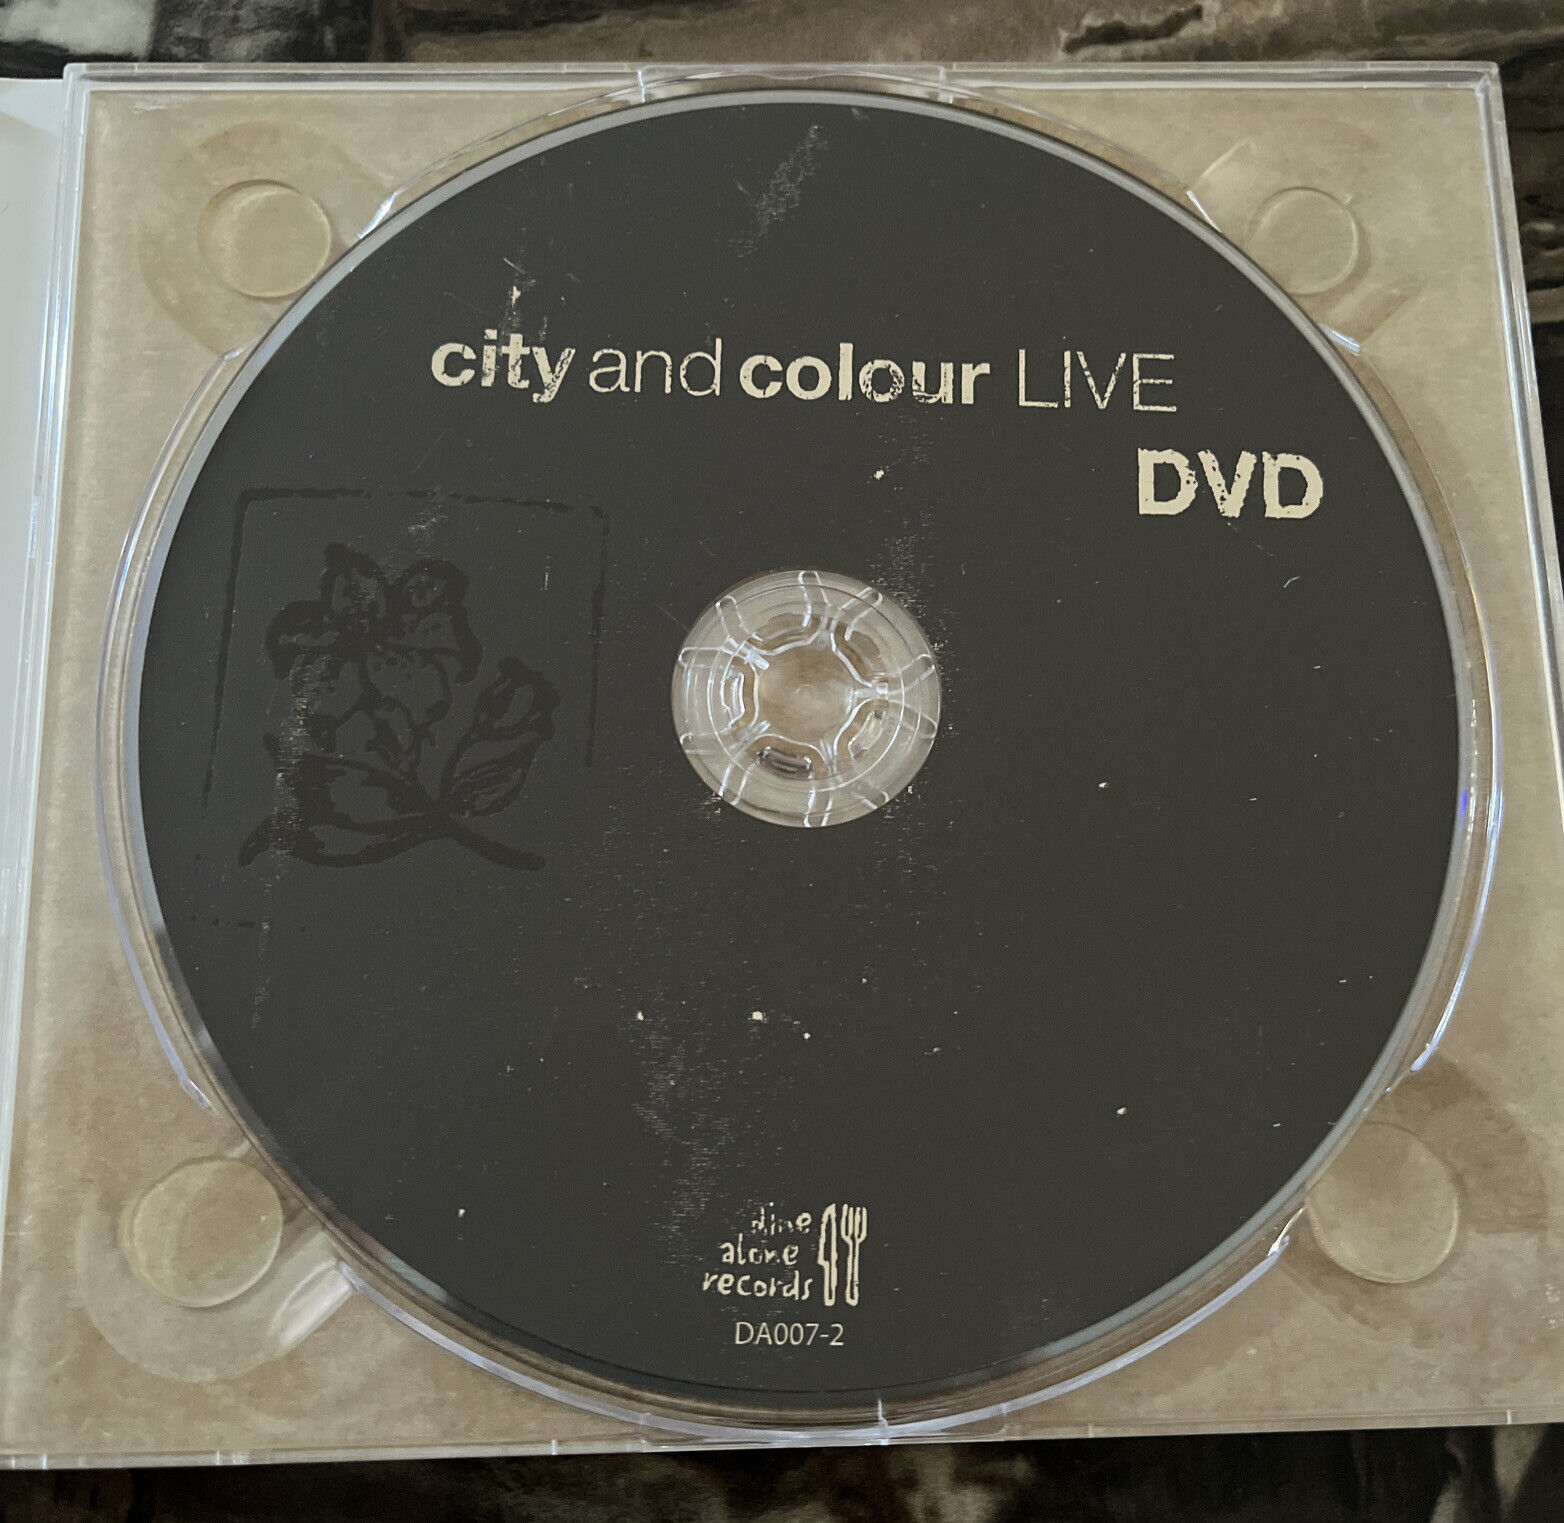 city and colour LIVE
DVD
dine
alone
records
DA007-2